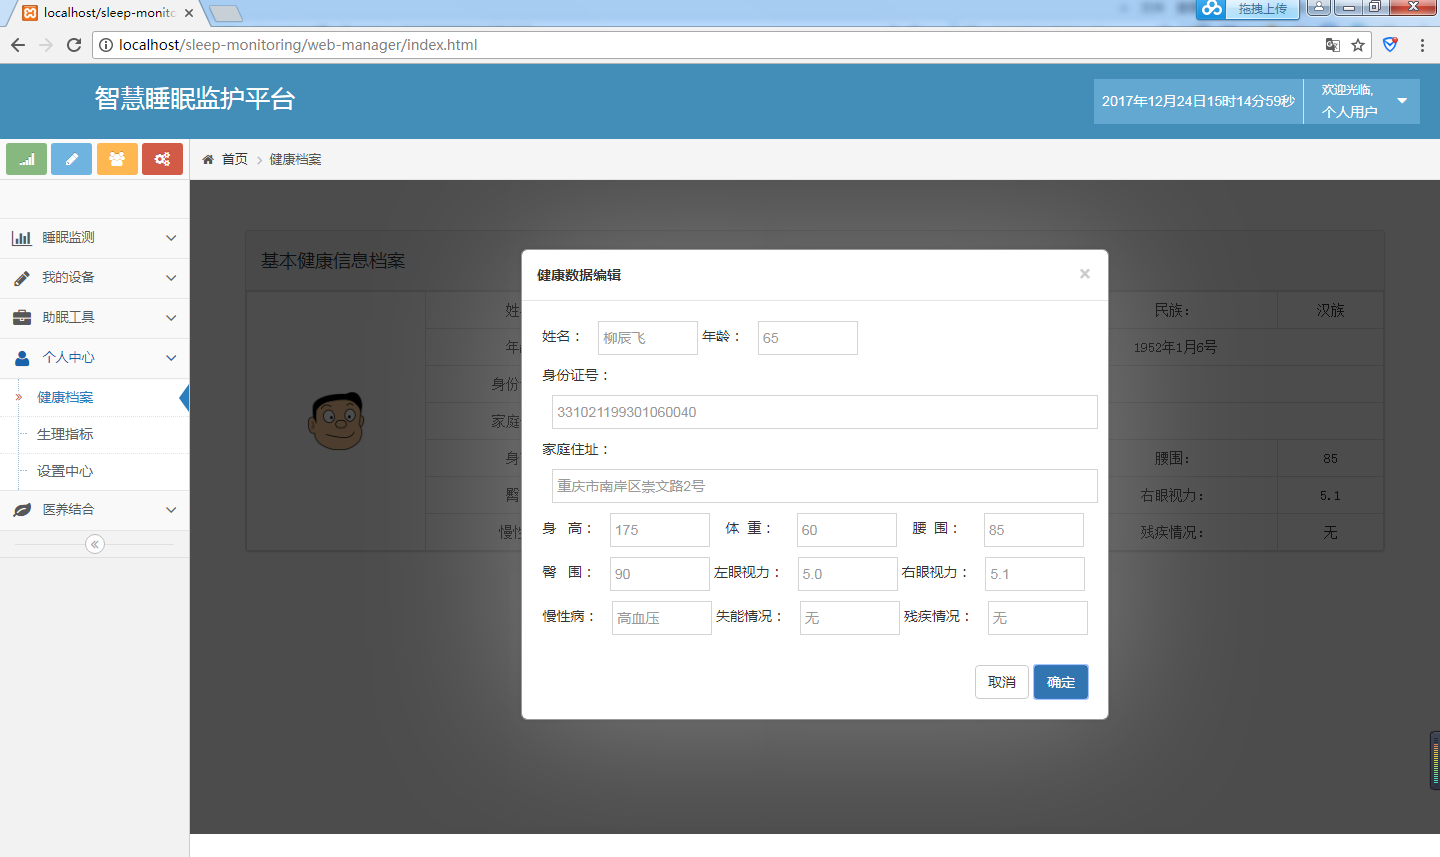 localhost/sleep-monito
拖拽上传
localhost/sleep-monitoring/web-manager/index.html
智慧睡眠监护平台
2017年12月24日15时14分59秒
欢迎光临,
个人用户
首页
健康档案
睡眠监测
我的设备
助眠工具
个人中心
健康档案
生理指标
设置中心
医养结合
基本健康信息档案
民族：
汉族
1952年1月6号
身份
家庭
身
腰围：
85
臀
右眼视力：
5.1
慢性
残疾情况：
无
健康数据编辑
×
姓名： 柳辰飞 年龄： 65
身份证号：
331021199301060040
家庭住址：
重庆市南岸区崇文路2号
身 高： 175 体 重： 60 腰 围： 85
臀 围： 90 左眼视力： 5.0 右眼视力： 5.1
慢性病： 高血压 失能情况： 无 残疾情况： 无
取消 确定